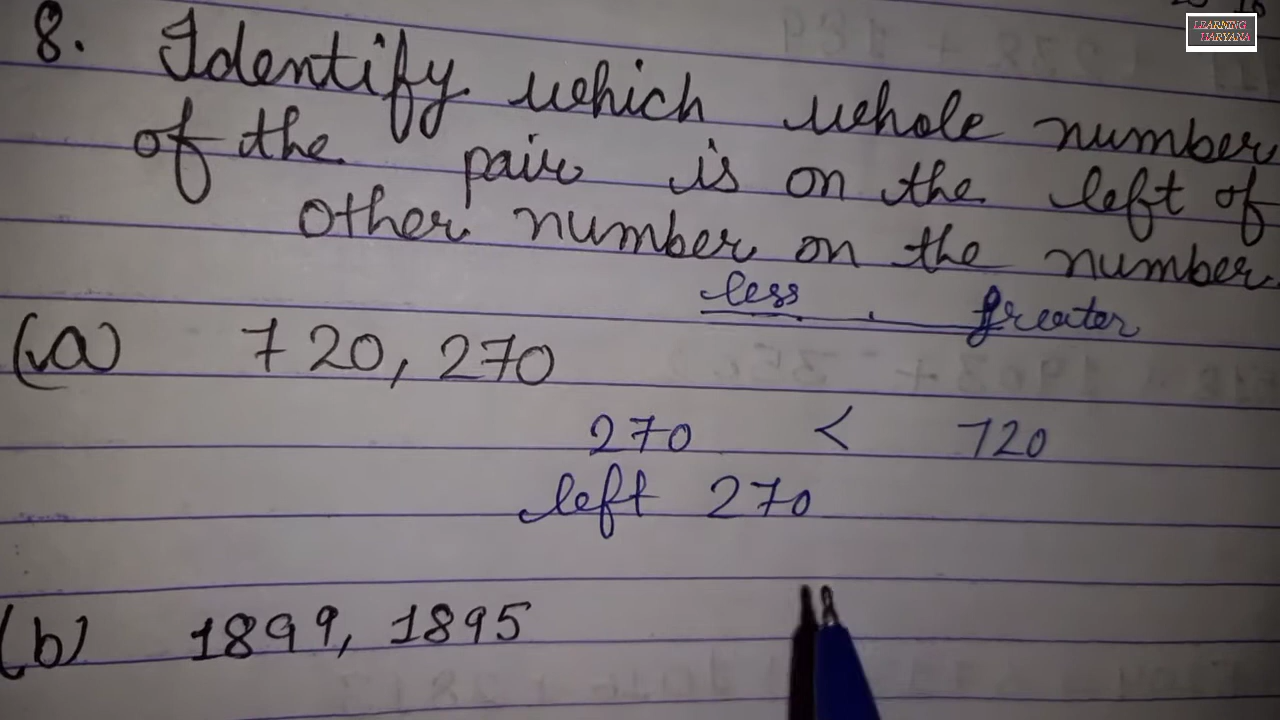 LEARNING
HARYANA
8. Identify which whole number
of the pair is on the left of
other number on the number
less greater
(a) 720, 270
270 < 720
left 270
(b) 1899, 1895